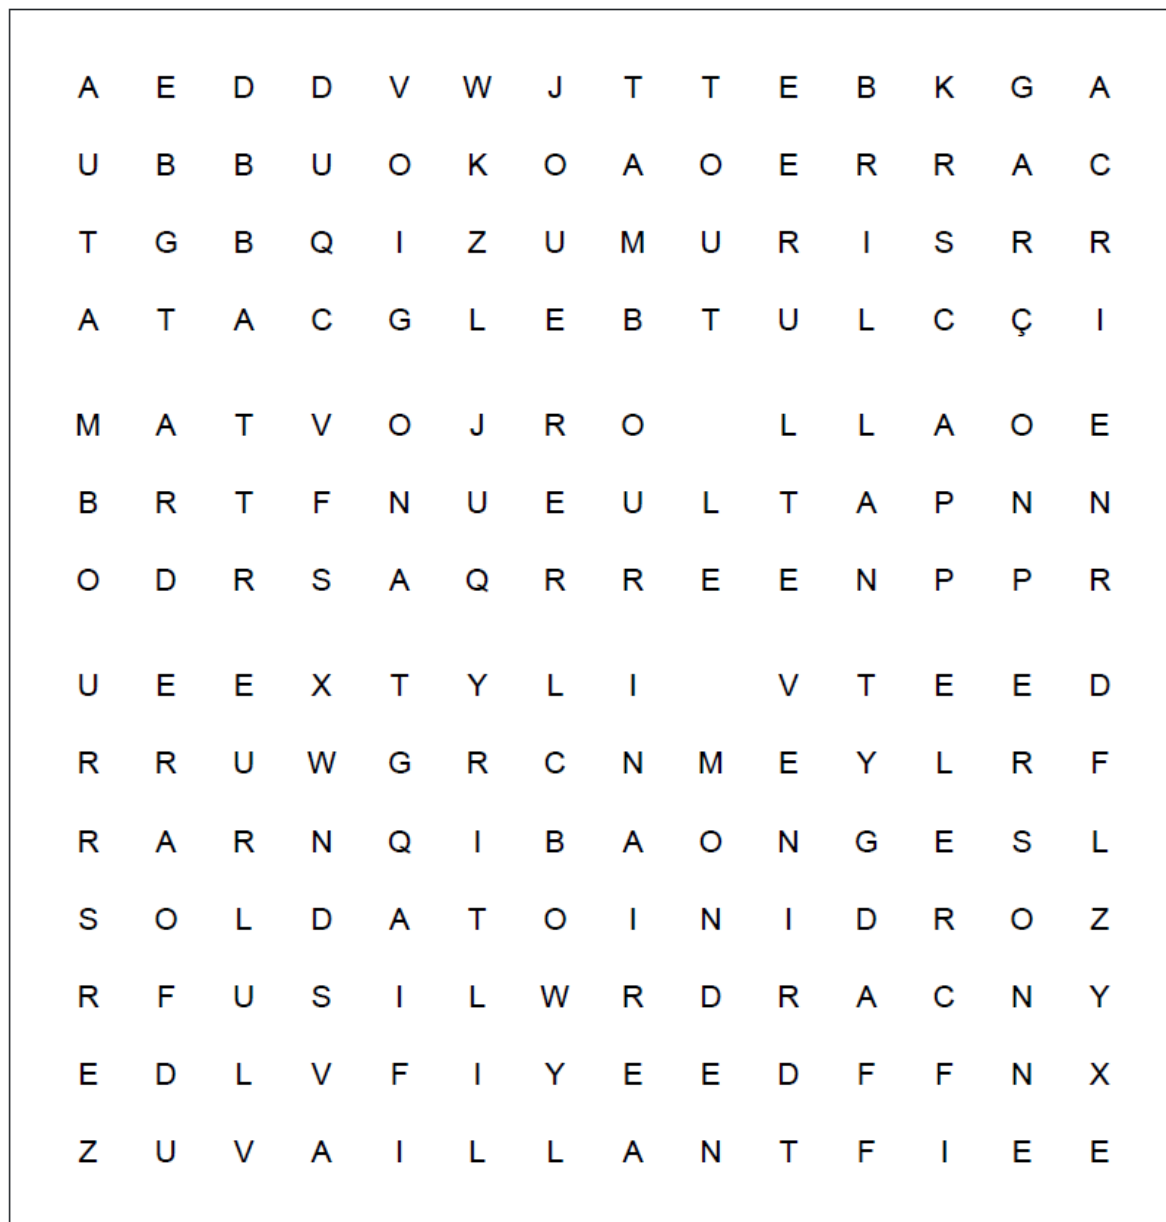 A E D D V W J T T E B K G A
U B B U O K O A O E R R A C
T G B Q I Z U M U R I S R R
A T A C G L E B T U L C Ç I
M A T V O J R O L L A O E
B R T F N U E U L T A P N N
O D R S A Q R R E E N P P R
U E E X T Y L I V T E E D
R R U W G R C N M E Y L R F
R A R N Q I B A O N G E S L
S O L D A T O I N I D R O Z
R F U S I L W R D R A C N Y
E D L V F I Y E E D F F N X
Z U V A I L L A N T F I E E